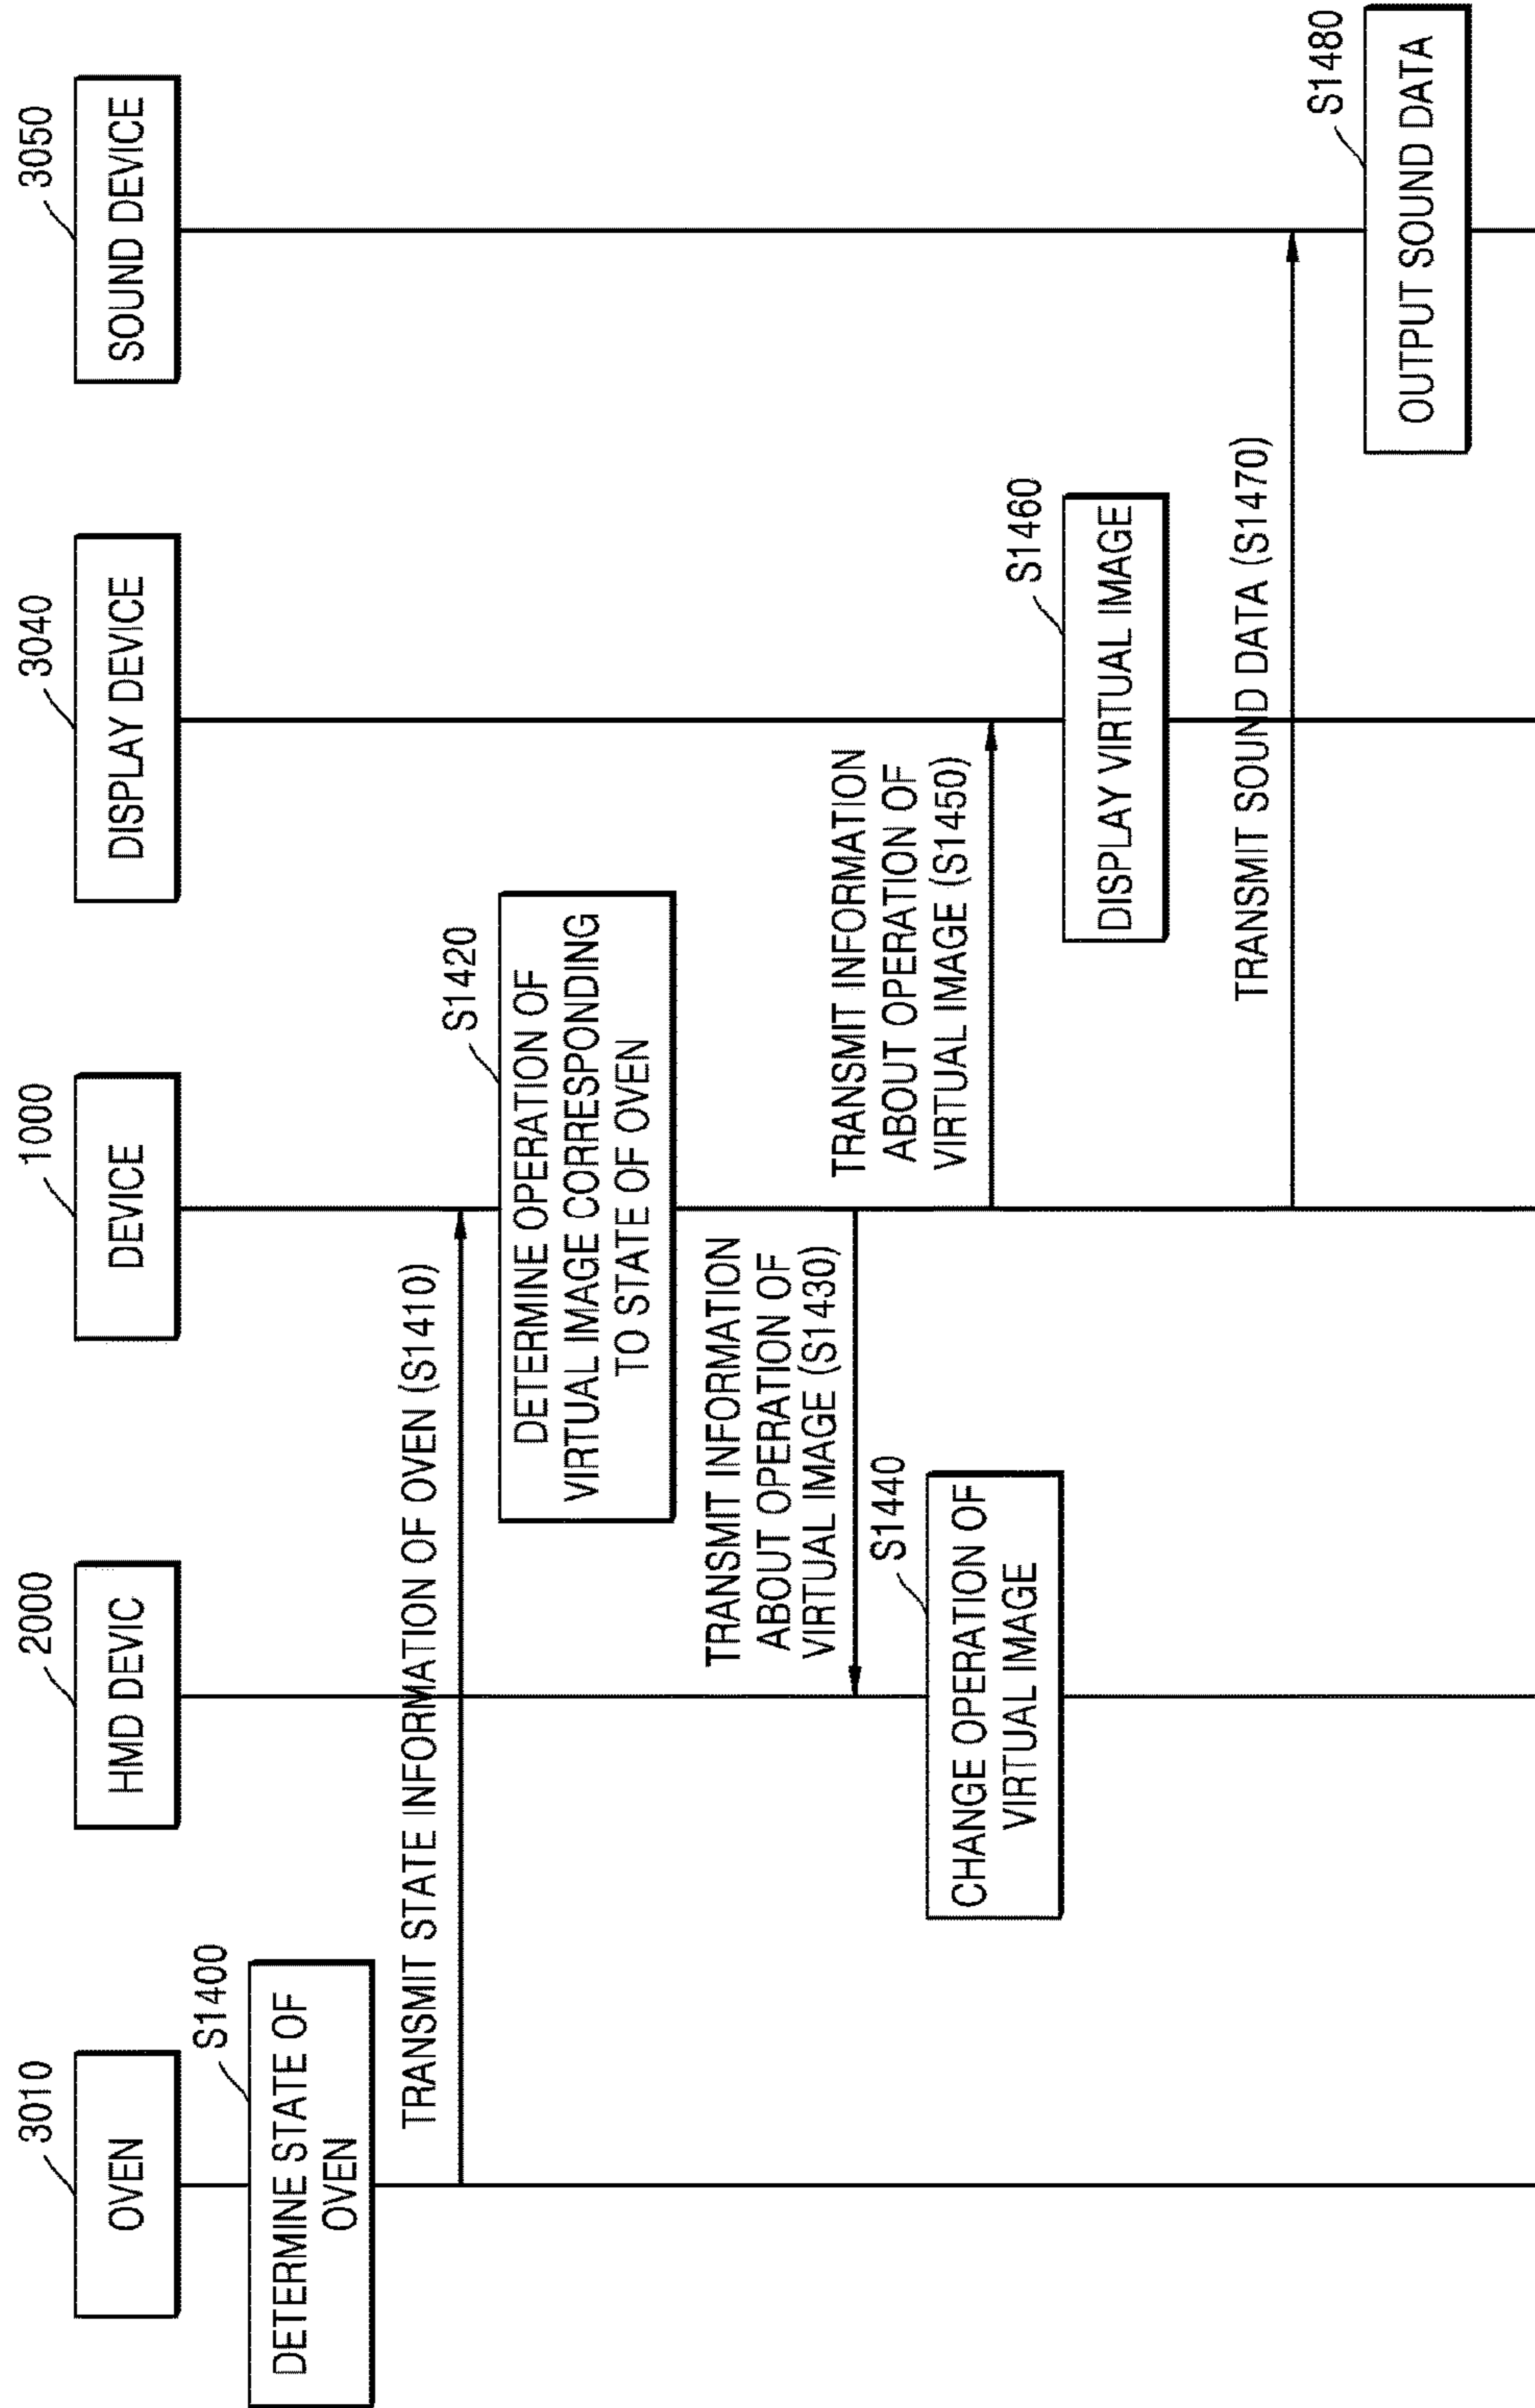 3010
OVEN
2000
HMD DEVIC
1000
DEVICE
3040
DISPLAY DEVICE
3050
SOUND DEVICE
S1400
DETERMINE STATE OF
OVEN
TRANSMIT STATE INFORMATION OF OVEN (S1410)
S1420
DETERMINE OPERATION OF
VIRTUAL IMAGE CORRESPONDING
TO STATE OF OVEN
TRANSMIT INFORMATION
ABOUT OPERATION OF
VIRTUAL IMAGE (S1430)
S1440
CHANGE OPERATION OF
VIRTUAL IMAGE
TRANSMIT INFORMATION
ABOUT OPERATION OF
VIRTUAL IMAGE (S1450)
S1460
DISPLAY VIRTUAL IMAGE
TRANSMIT SOUND DATA (S1470)
S1480
OUTPUT SOUND DATA